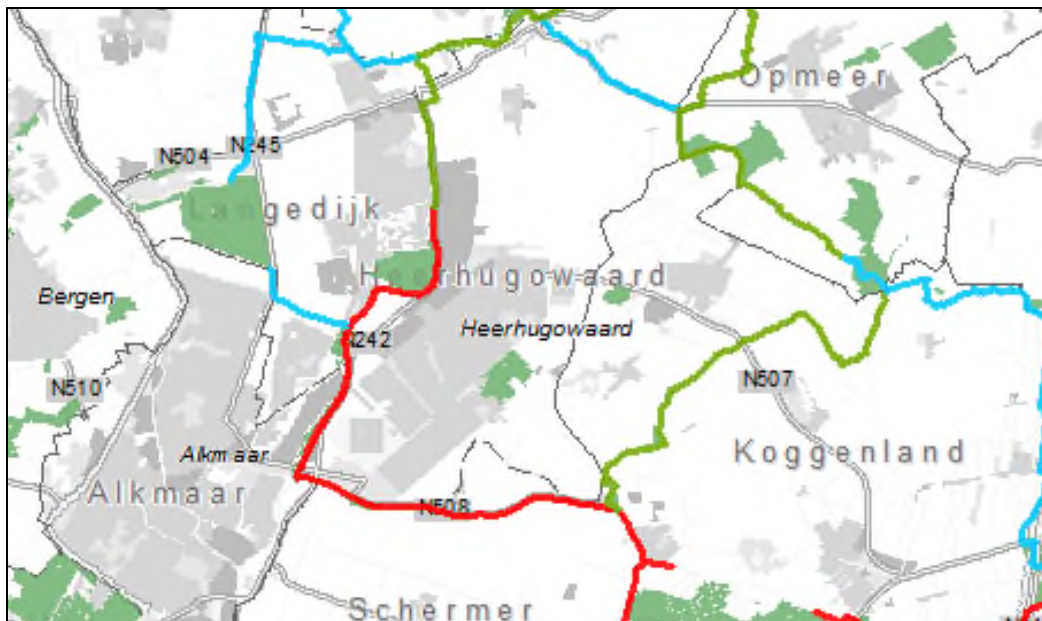 Opmeer
N245
N504
Langedijk
Heerhugowaard
Bergen
Heerhugowaard
N242
N510
N507
Alkmaar
Koggenland
Alkmaar
N508
Schermer